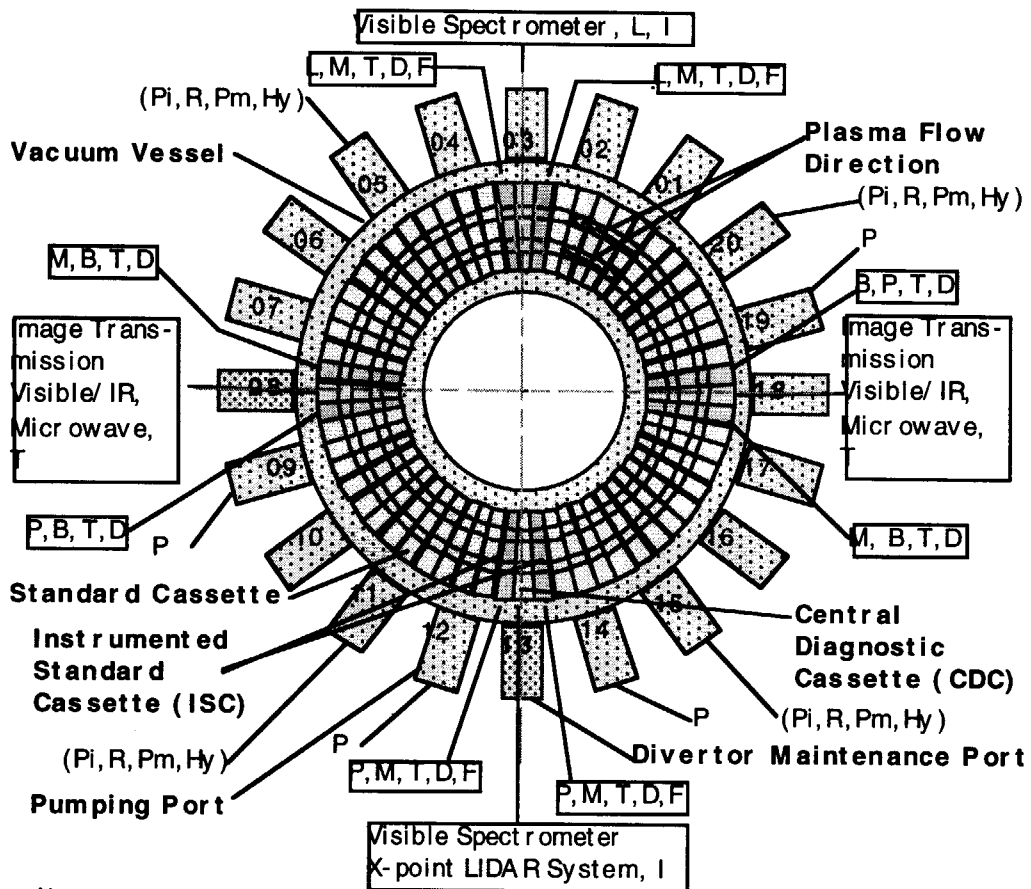 Visible Spectrometer , L, I
L, M, T, D, F
L, M, T, D, F
(Pi, R, Pm, Hy)
Vacuum Vessel
Plasma Flow
Direction
(Pi, R, Pm, Hy)
P
M, B, T, D
B, P, T, D
Image Trans-
mission
Visible/ IR,
Microwave,
T
Image Trans-
mission
Visible/ IR,
Microwave,
T
03
04
02
05
01
06
20
07
19
08
18
09
17
10
16
11
15
12
14
13
P, B, T, D
P
M, B, T, D
Standard Cassette
Instrumented
Standard
Cassette (ISC)
Central
Diagnostic
Cassette (CDC)
(Pi, R, Pm, Hy)
P
P
(Pi, R, Pm, Hy)
Divertor Maintenance Port
Pumping Port
P, M, T, D, F
P, M, T, D, F
Visible Spectrometer
X-point LIDAR System, I